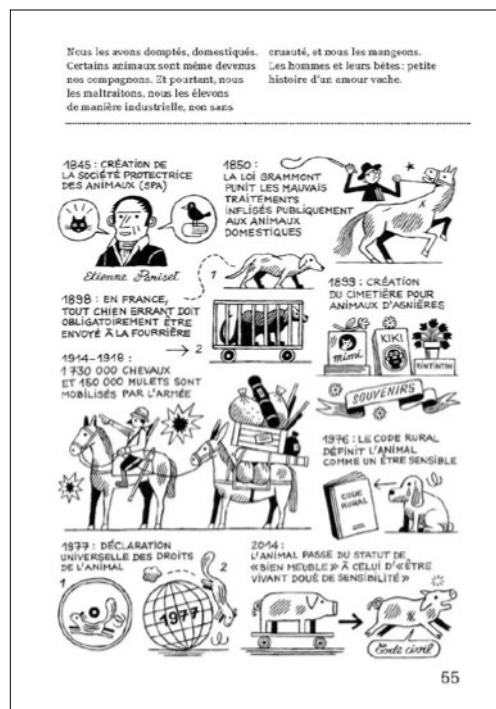 Nous les avons domptés, domestiqués.
Certains animaux sont même devenus
nos compagnons. Et pourtant, nous
les maltraitons, nous les élevons
de manière industrielle, non sans
cruauté, et nous les mangeons.
Les hommes et leurs bêtes : petite
histoire d'un amour vache.
1845 : CRÉATION DE
LA SOCIÉTÉ PROTECTRICE
DES ANIMAUX (SPA)
Etienne Pariset
1850 :
LA LOI GRAMMONT
PUNIT LES MAUVAIS
TRAITEMENTS
INFLIGÉS PUBLIQUEMENT
AUX ANIMAUX
DOMESTIQUES
1898 : EN FRANCE,
TOUT CHIEN ERRANT DOIT
OBLIGATOIREMENT ÊTRE
ENVOYÉ À LA FOURRIÈRE
1
2
1899 : CRÉATION
DU CIMETIÈRE POUR
ANIMAUX D'ASNIÈRES
mimi
KIKI
RINTINTIN
SOUVENIRS
1914-1918 :
1 730 000 CHEVAUX
ET 150 000 MULETS SONT
MOBILISÉS PAR L'ARMÉE
1976 : LE CODE RURAL
DÉFINIT L'ANIMAL
COMME UN ÊTRE SENSIBLE
CODE
RURAL
1977 : DÉCLARATION
UNIVERSELLE DES DROITS
DE L'ANIMAL
1
2
1977
2014 :
L'ANIMAL PASSE DU STATUT DE
«BIEN MEUBLE» À CELUI D'«ÊTRE
VIVANT DOUÉ DE SENSIBILITÉ»
Code civil
55